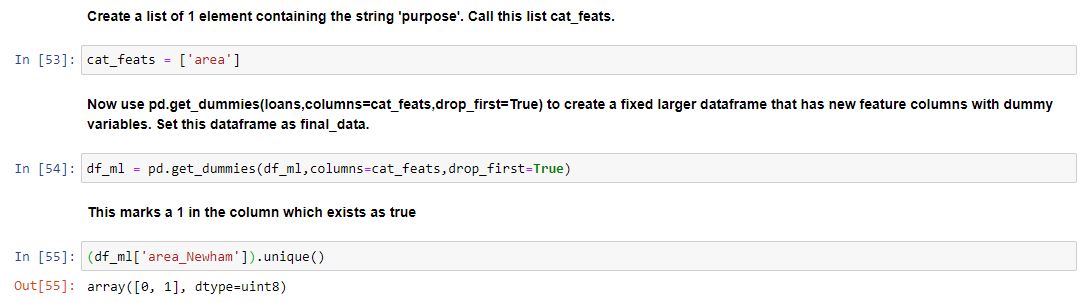 Create a list of 1 element containing the string 'purpose'. Call this list cat_feats.
In [53]: cat_feats = ['area']
Now use pd.get_dummies(loans,columns=cat_feats,drop_first=True) to create a fixed larger dataframe that has new feature columns with dummy
variables. Set this dataframe as final_data.
In [54]: df_ml = pd.get_dummies(df_ml,columns=cat_feats,drop_first=True)
This marks a 1 in the column which exists as true
In [55]: (df_ml['area_Newham']).unique()
Out[55]: array([0, 1], dtype=uint8)